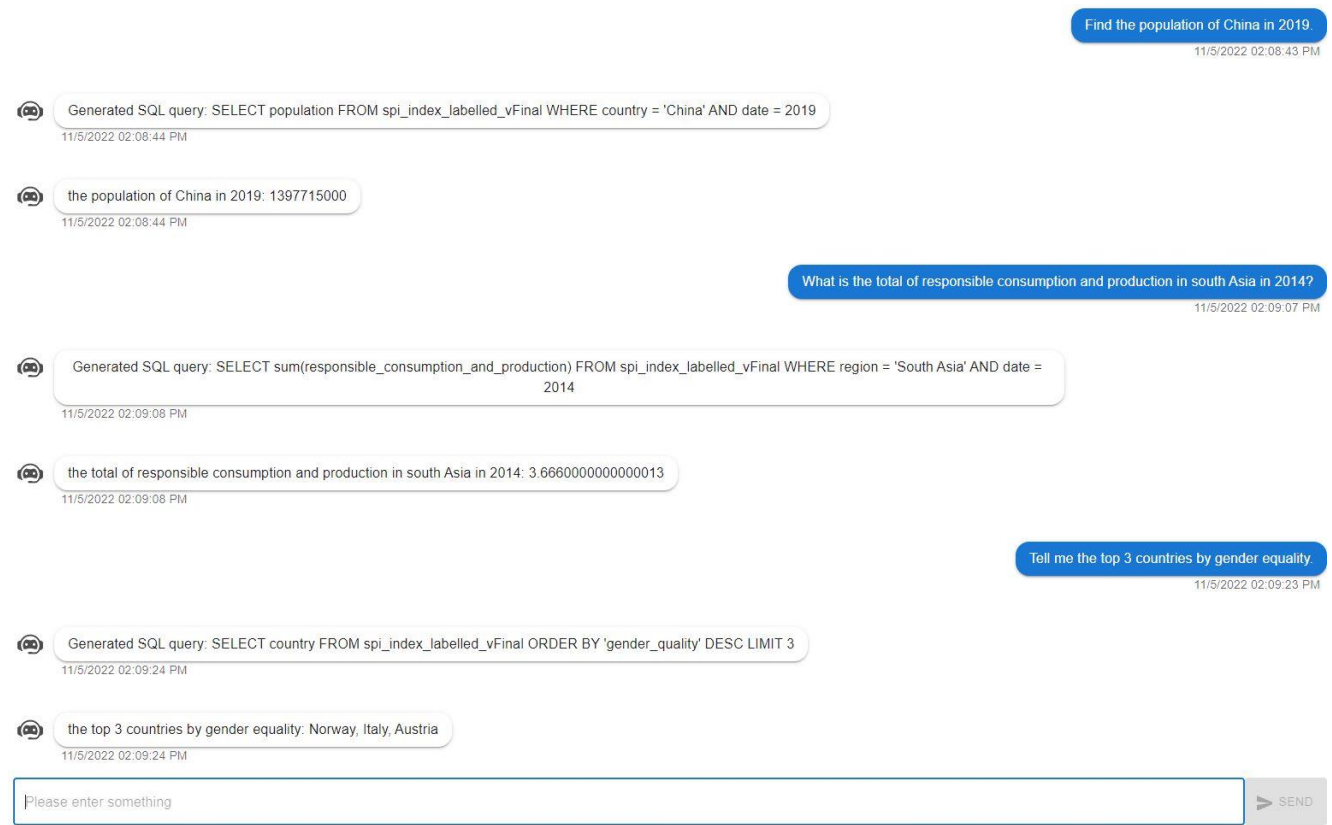 Find the population of China in 2019.
11/5/2022 02:08:43 PM
Generated SQL query: SELECT population FROM spi_index_labelled_vFinal WHERE country = 'China' AND date = 2019
11/5/2022 02:08:44 PM
the population of China in 2019: 1397715000
11/5/2022 02:08:44 PM
What is the total of responsible consumption and production in south Asia in 2014?
11/5/2022 02:09:07 PM
Generated SQL query: SELECT sum(responsible_consumption_and_production) FROM spi_index_labelled_vFinal WHERE region = 'South Asia' AND date =
2014
11/5/2022 02:09:08 PM
the total of responsible consumption and production in south Asia in 2014: 3.6660000000000013
11/5/2022 02:09:08 PM
Tell me the top 3 countries by gender equality.
11/5/2022 02:09:23 PM
Generated SQL query: SELECT country FROM spi_index_labelled_vFinal ORDER BY 'gender_quality' DESC LIMIT 3
11/5/2022 02:09:24 PM
the top 3 countries by gender equality: Norway, Italy, Austria
11/5/2022 02:09:24 PM
Please enter something
SEND